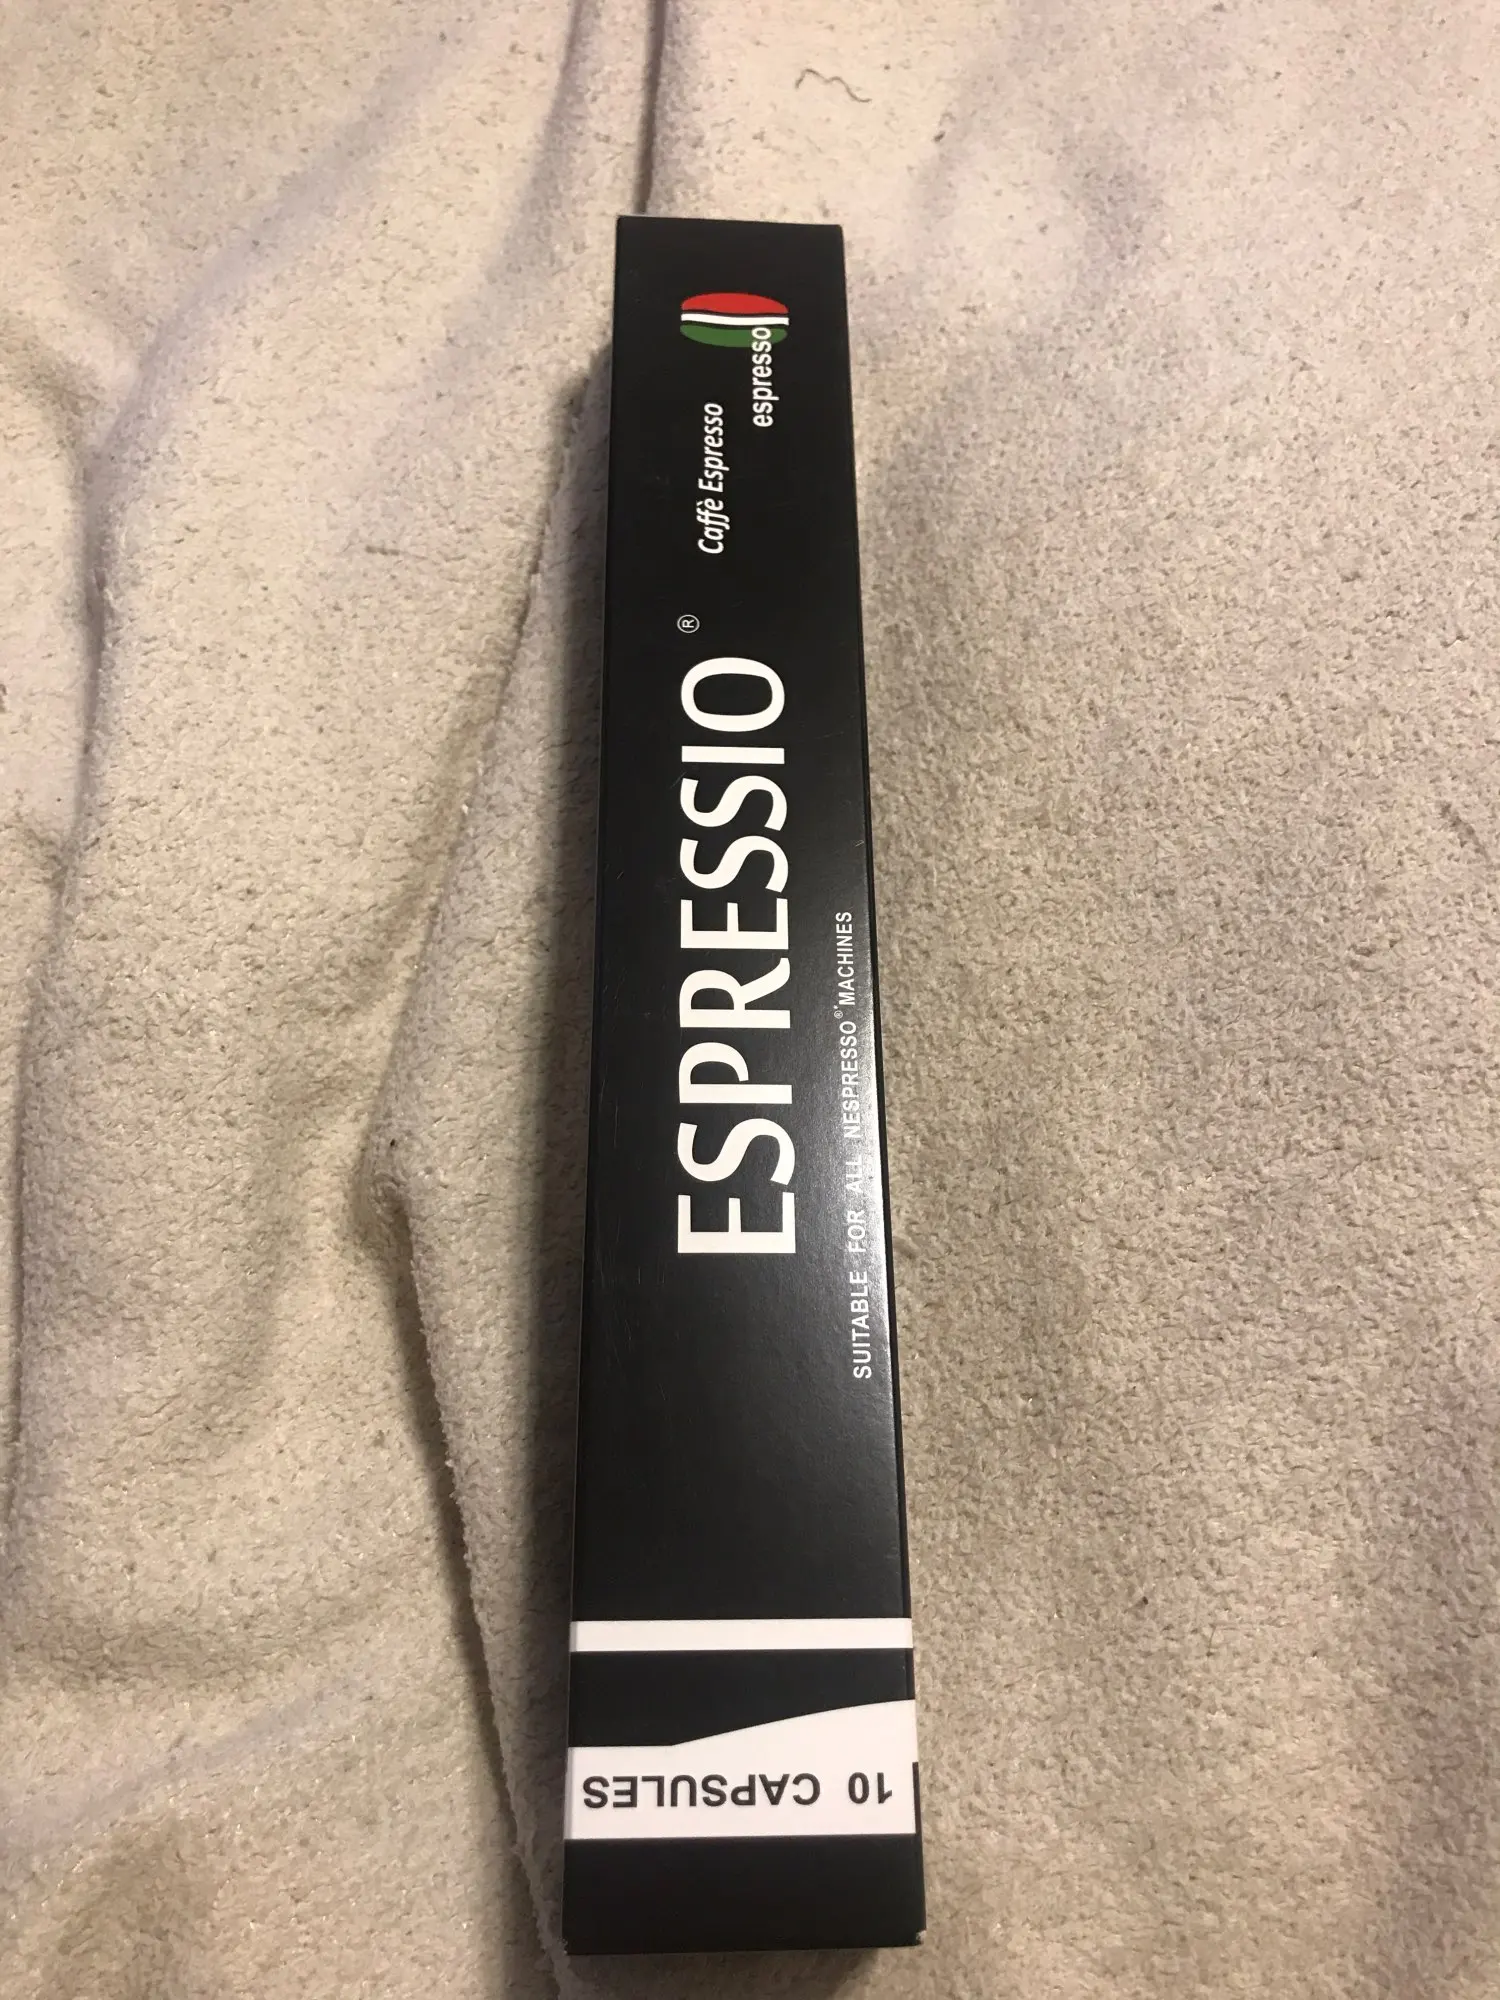 espresso
Caffè Espresso
ESPRESSIO®
SUITABLE FOR ALL NESPRESSO®* MACHINES
10 CAPSULES